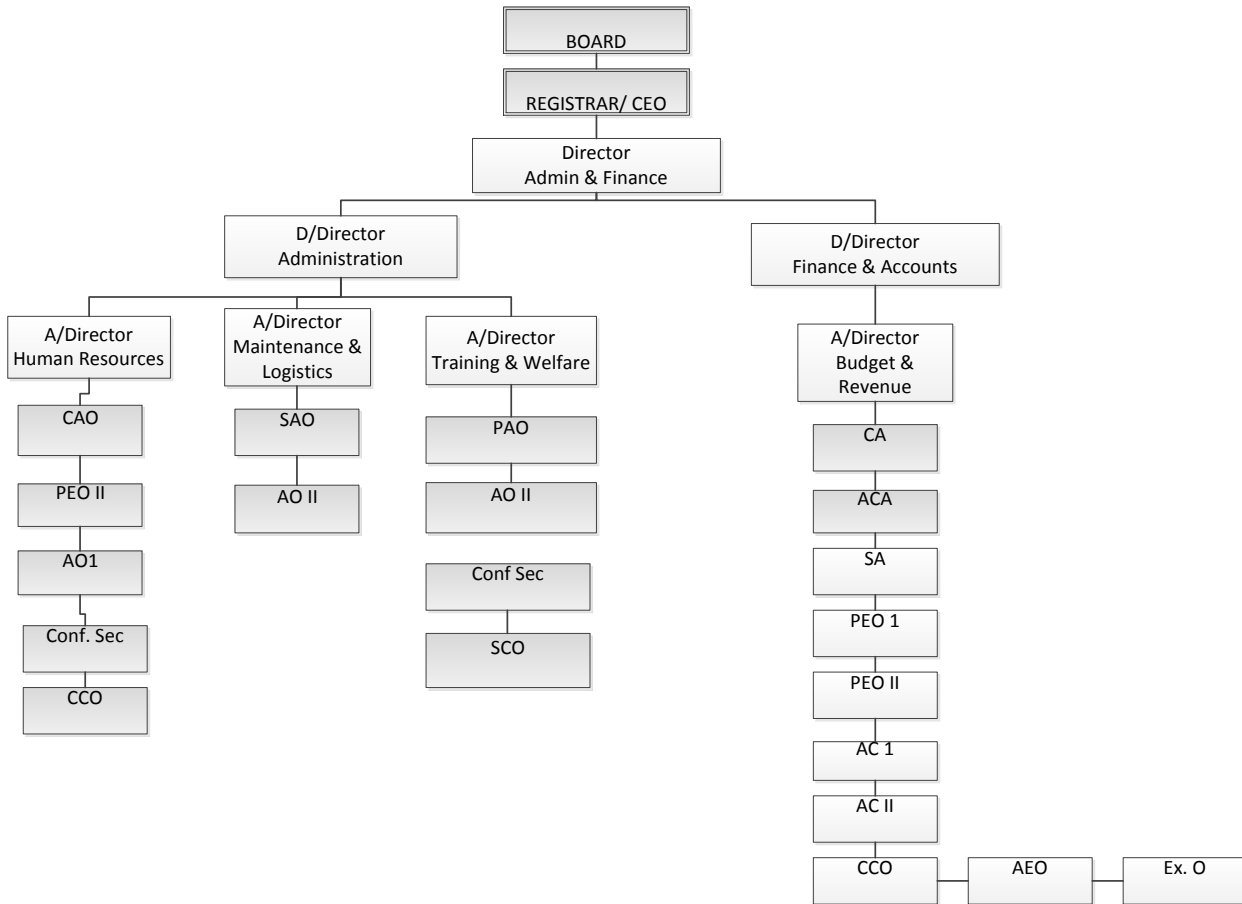 BOARD
REGISTRAR/ CEO
Director
Admin & Finance
D/Director
Administration
D/Director
Finance & Accounts
A/Director
Human Resources
A/Director
Maintenance &
Logistics
A/Director
Training & Welfare
A/Director
Budget &
Revenue
CAO
PEO II
AO1
Conf. Sec
CCO
SAO
AO II
PAO
AO II
Conf Sec
SCO
CA
ACA
SA
PEO 1
PEO II
AC 1
AC II
CCO
AEO
Ex. O